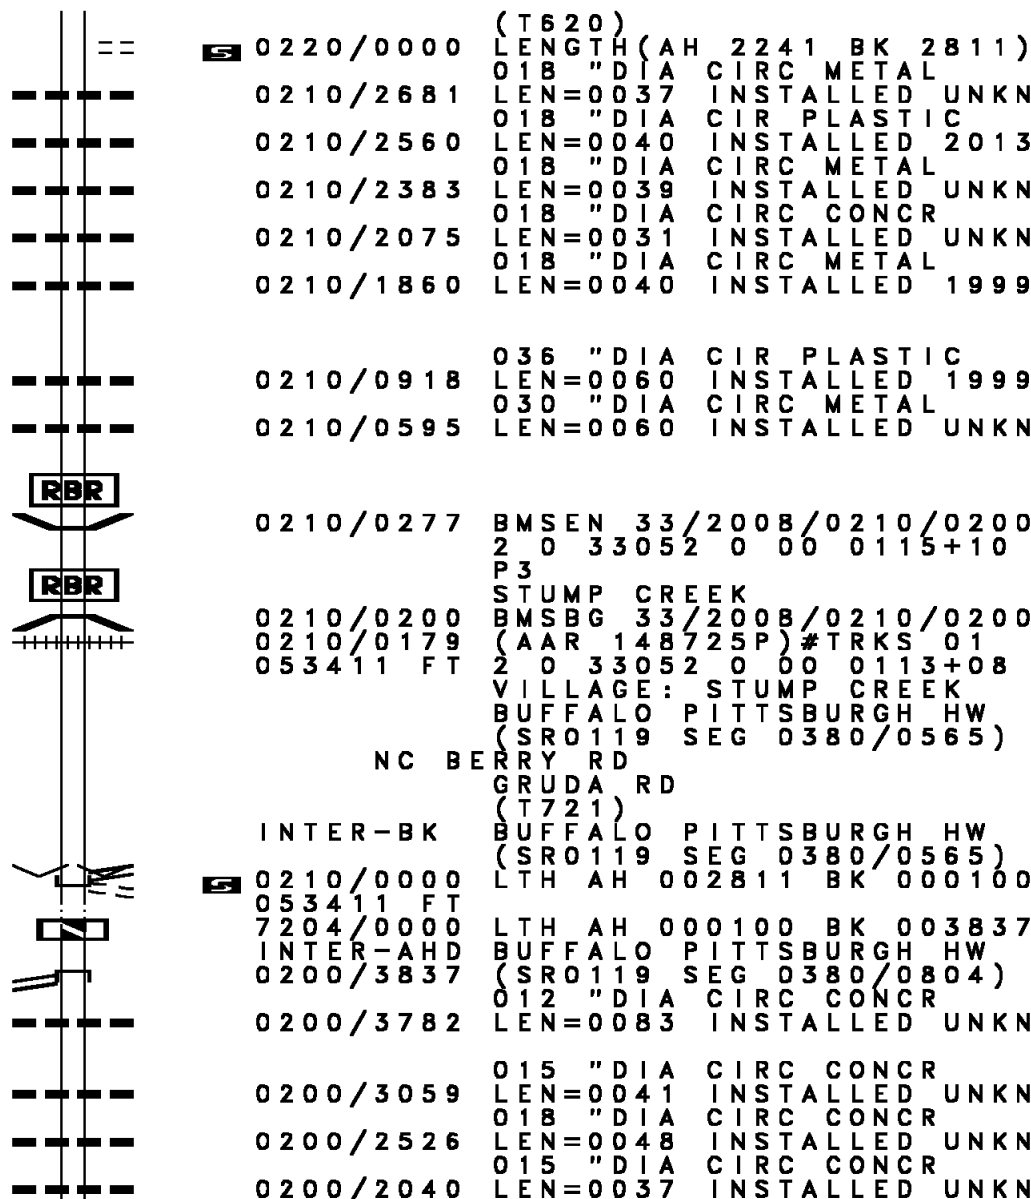 (T620)
S 0220/0000 LENGTH(AH 2241 BK 2811)
018 "DIA CIRC METAL
0210/2681 LEN=0037 INSTALLED UNKN
018 "DIA CIR PLASTIC
0210/2560 LEN=0040 INSTALLED 2013
018 "DIA CIRC METAL
0210/2383 LEN=0039 INSTALLED UNKN
018 "DIA CIRC CONCR
0210/2075 LEN=0031 INSTALLED UNKN
018 "DIA CIRC METAL
0210/1860 LEN=0040 INSTALLED 1999
036 "DIA CIR PLASTIC
0210/0918 LEN=0060 INSTALLED 1999
030 "DIA CIRC METAL
0210/0595 LEN=0060 INSTALLED UNKN
RBR
0210/0277 BMSEN 33/2008/0210/0200
2 0 33052 0 00 0115+10
P3
RBR
STUMP CREEK
0210/0200 BMSBG 33/2008/0210/0200
0210/0179 (AAR 148725P)#TRKS 01
053411 FT 2 0 33052 0 00 0113+08
VILLAGE: STUMP CREEK
BUFFALO PITTSBURGH HW
(SR0119 SEG 0380/0565)
NC BERRY RD
GRUDA RD
(T721)
INTER-BK BUFFALO PITTSBURGH HW
(SR0119 SEG 0380/0565)
S 0210/0000 LTH AH 002811 BK 000100
053411 FT
7204/0000 LTH AH 000100 BK 003837
INTER-AHD BUFFALO PITTSBURGH HW
0200/3837 (SR0119 SEG 0380/0804)
012 "DIA CIRC CONCR
0200/3782 LEN=0083 INSTALLED UNKN
015 "DIA CIRC CONCR
0200/3059 LEN=0041 INSTALLED UNKN
018 "DIA CIRC CONCR
0200/2526 LEN=0048 INSTALLED UNKN
015 "DIA CIRC CONCR
0200/2040 LEN=0037 INSTALLED UNKN